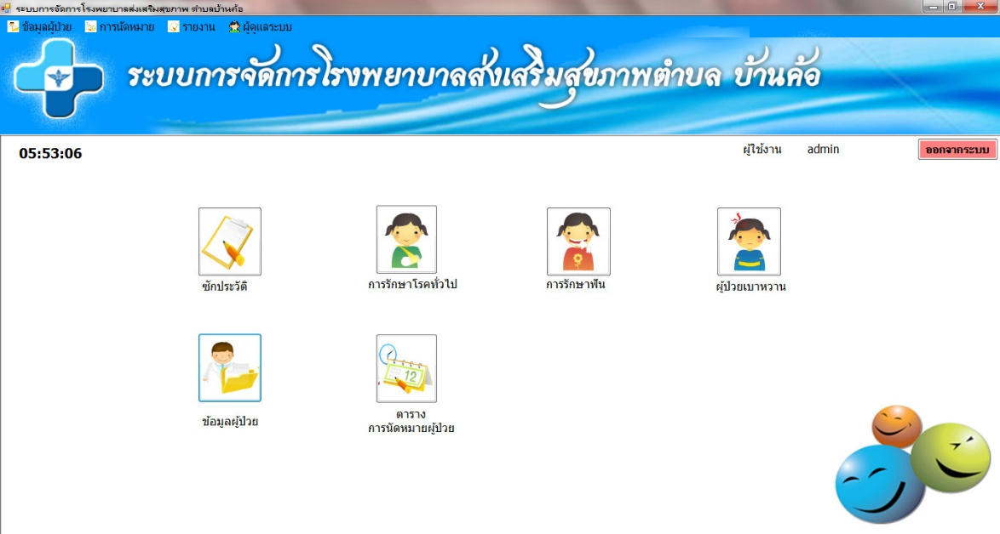 ระบบการจัดการโรงพยาบาลส่งเสริมสุขภาพ ตำบลบ้านค้อ
ข้อมูลผู้ป่วย การนัดหมาย รายงาน ผู้ดูแลระบบ
ระบบการจัดการโรงพยาบาลส่งเสริมสุขภาพตำบล บ้านค้อ
05:53:06 ผู้ใช้งาน admin ออกจากระบบ
ซักประวัติ การรักษาโรคทั่วไป การรักษาฟัน ผู้ป่วยเบาหวาน
12
ข้อมูลผู้ป่วย ตาราง
การนัดหมายผู้ป่วย